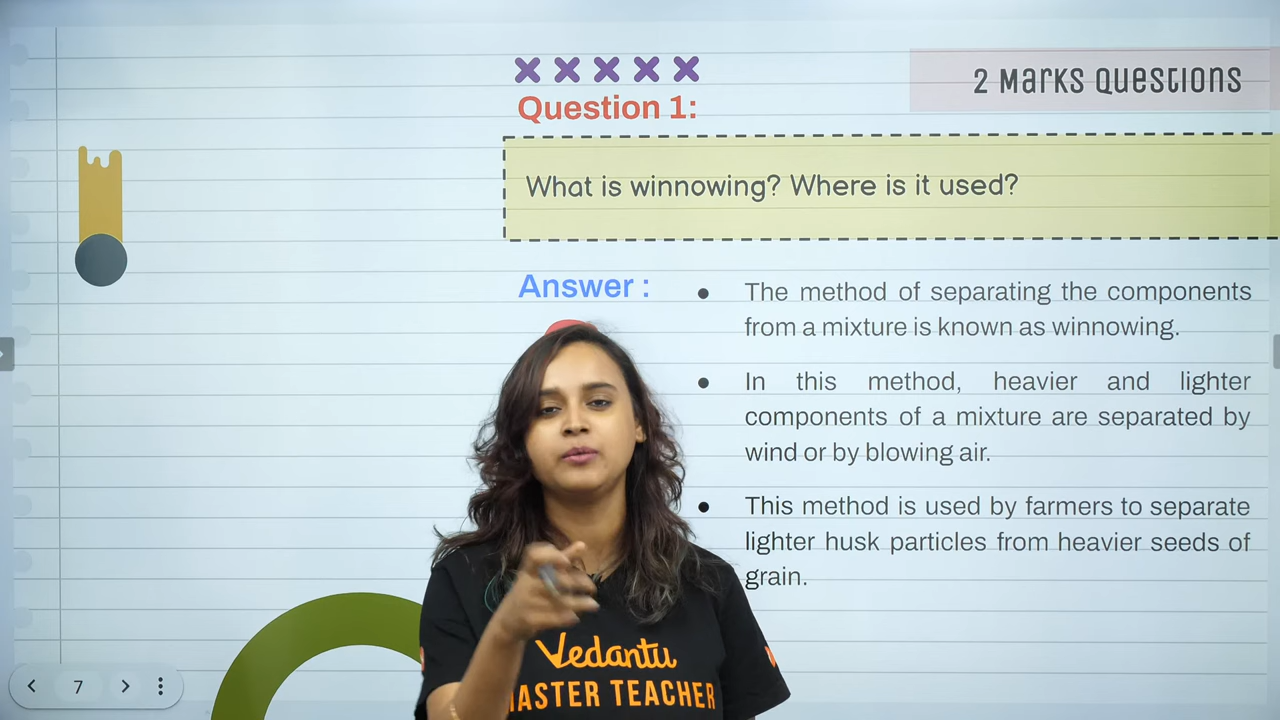 2 Marks Questions
Question 1:
What is winnowing? Where is it used?
Answer :
● The method of separating the components
from a mixture is known as winnowing.
● In this method, heavier and lighter
components of a mixture are separated by
wind or by blowing air.
● This method is used by farmers to separate
lighter husk particles from heavier seeds of
grain.
Vedantu
MASTER TEACHER
7